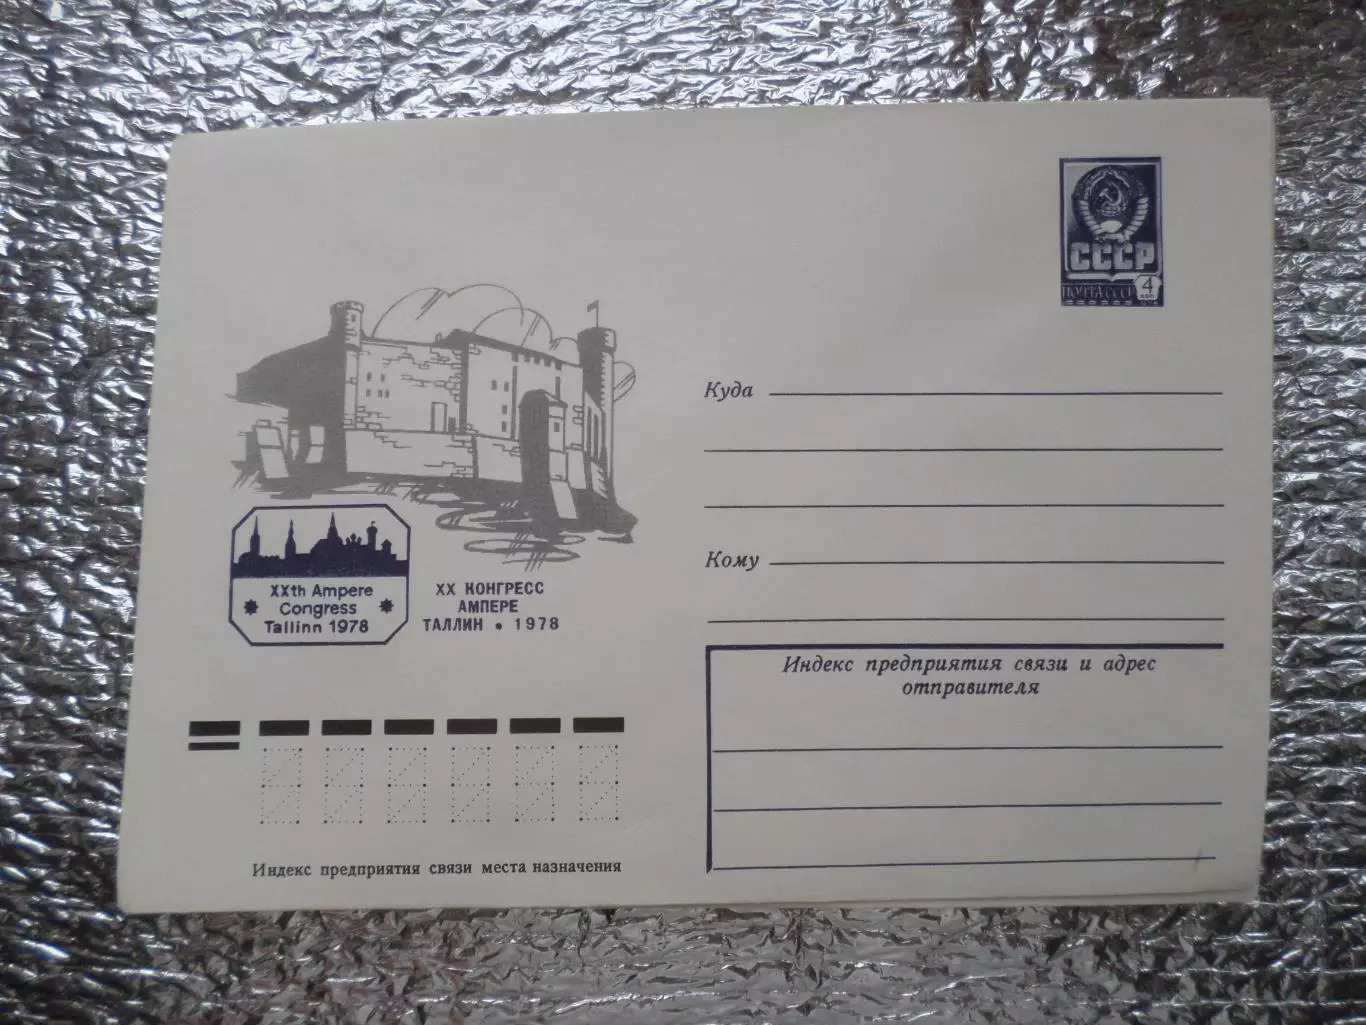 СССР
ПОЧТА СССР
4
коп
Куда
Кому
XXth Ampere
Congress
Tallinn 1978
XX КОНГРЕСС
АМПЕРЕ
ТАЛЛИН • 1978
Индекс предприятия связи и адрес
отправителя
Индекс предприятия связи места назначения